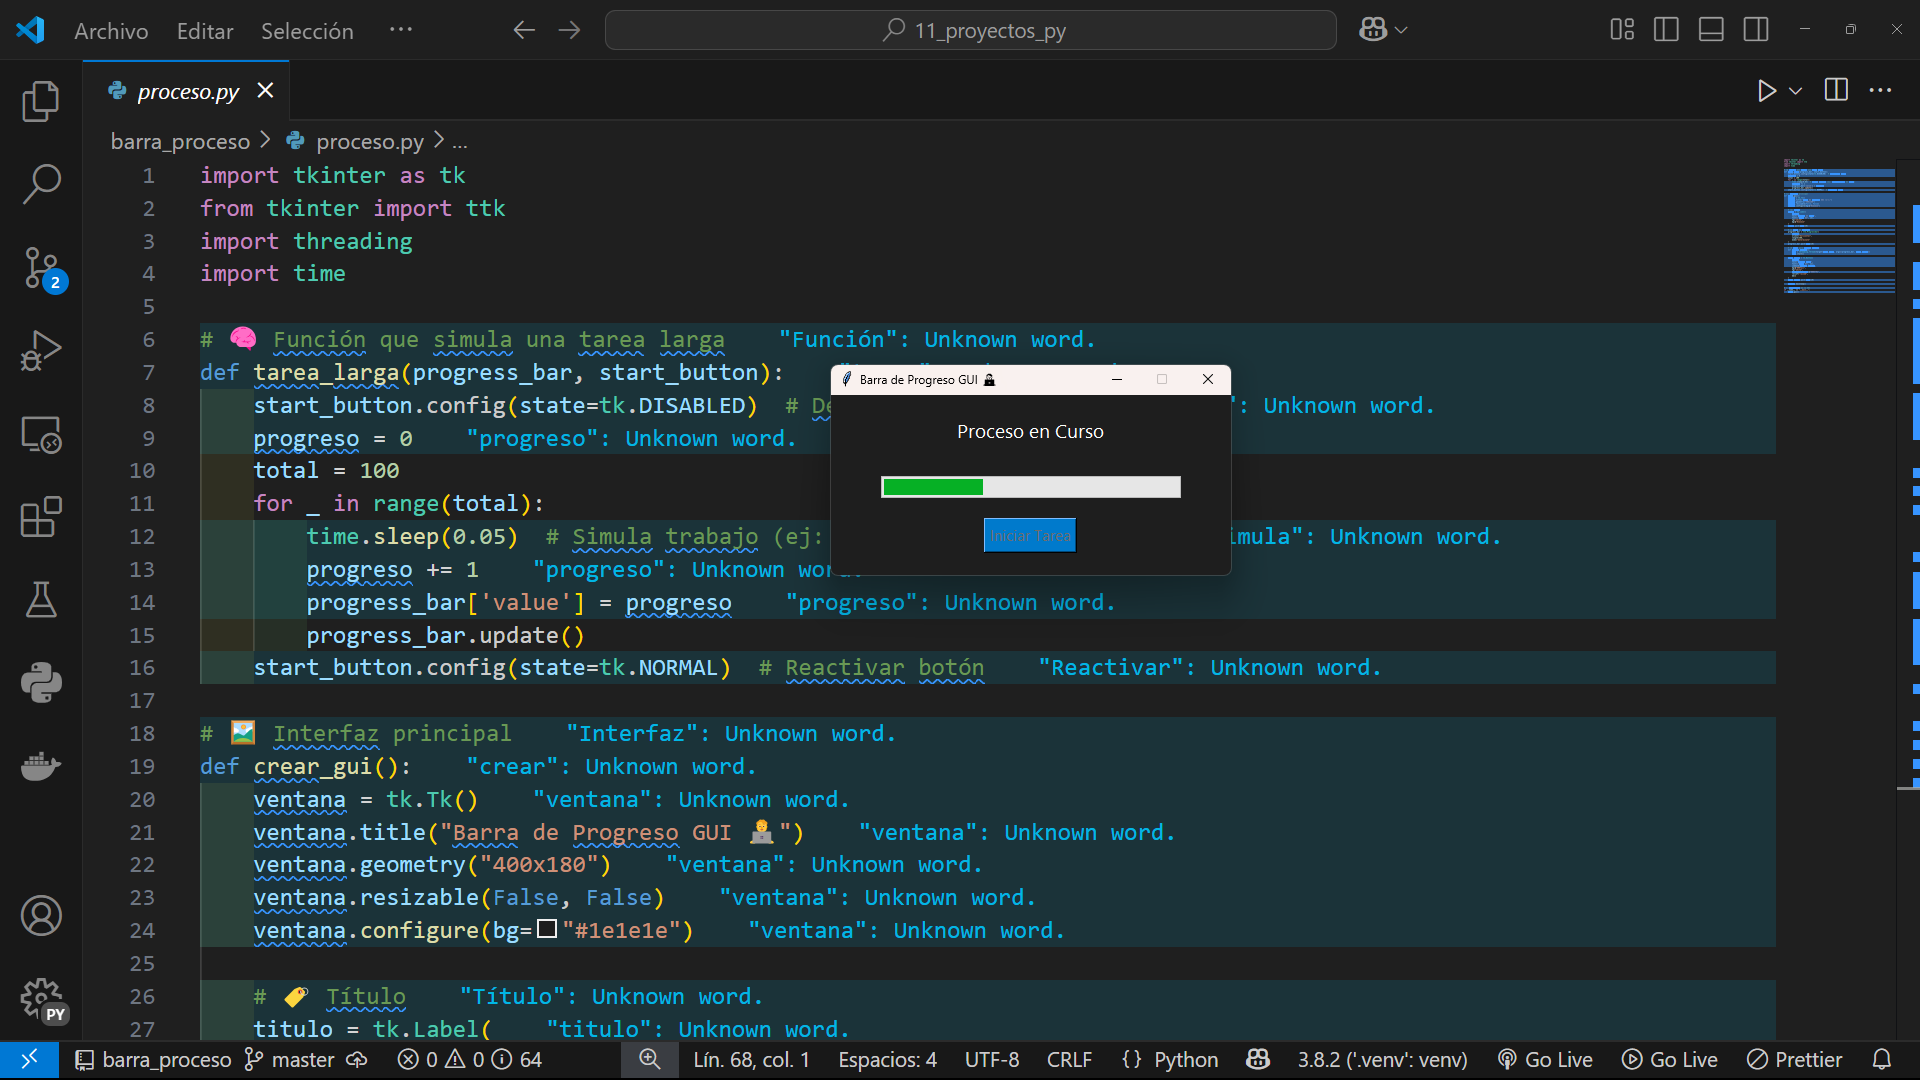 Archivo Editar Selección ···
11_proyectos_py
proceso.py
barra_proceso > proceso.py > ...
1 import tkinter as tk
2 from tkinter import ttk
3 import threading
4 import time
5
6 # 🧠 Función que simula una tarea larga "Función": Unknown word.
7 def tarea_larga(progress_bar, start_button):
8 start_button.config(state=tk.DISABLED) # De ": Unknown word.
9 progreso = 0 "progreso": Unknown word.
10 total = 100
11 for _ in range(total):
12 time.sleep(0.05) # Simula trabajo (ej: imula": Unknown word.
13 progreso += 1 "progreso": Unknown word.
14 progress_bar['value'] = progreso "progreso": Unknown word.
15 progress_bar.update()
16 start_button.config(state=tk.NORMAL) # Reactivar botón "Reactivar": Unknown word.
17
18 # 🖼️ Interfaz principal "Interfaz": Unknown word.
19 def crear_gui(): "crear": Unknown word.
20 ventana = tk.Tk() "ventana": Unknown word.
21 ventana.title("Barra de Progreso GUI 🧑‍💻") "ventana": Unknown word.
22 ventana.geometry("400x180") "ventana": Unknown word.
23 ventana.resizable(False, False) "ventana": Unknown word.
24 ventana.configure(bg="#1e1e1e") "ventana": Unknown word.
25
26 # 🏷️ Título "Título": Unknown word.
27 titulo = tk.Label( "titulo": Unknown word.
Barra de Progreso GUI 🧑‍💻
Proceso en Curso
Iniciar Tarea
2
PY
barra_proceso master 0 0 64 Lín. 68, col. 1 Espacios: 4 UTF-8 CRLF {} Python 3.8.2 ('.venv': venv) Go Live Go Live Prettier